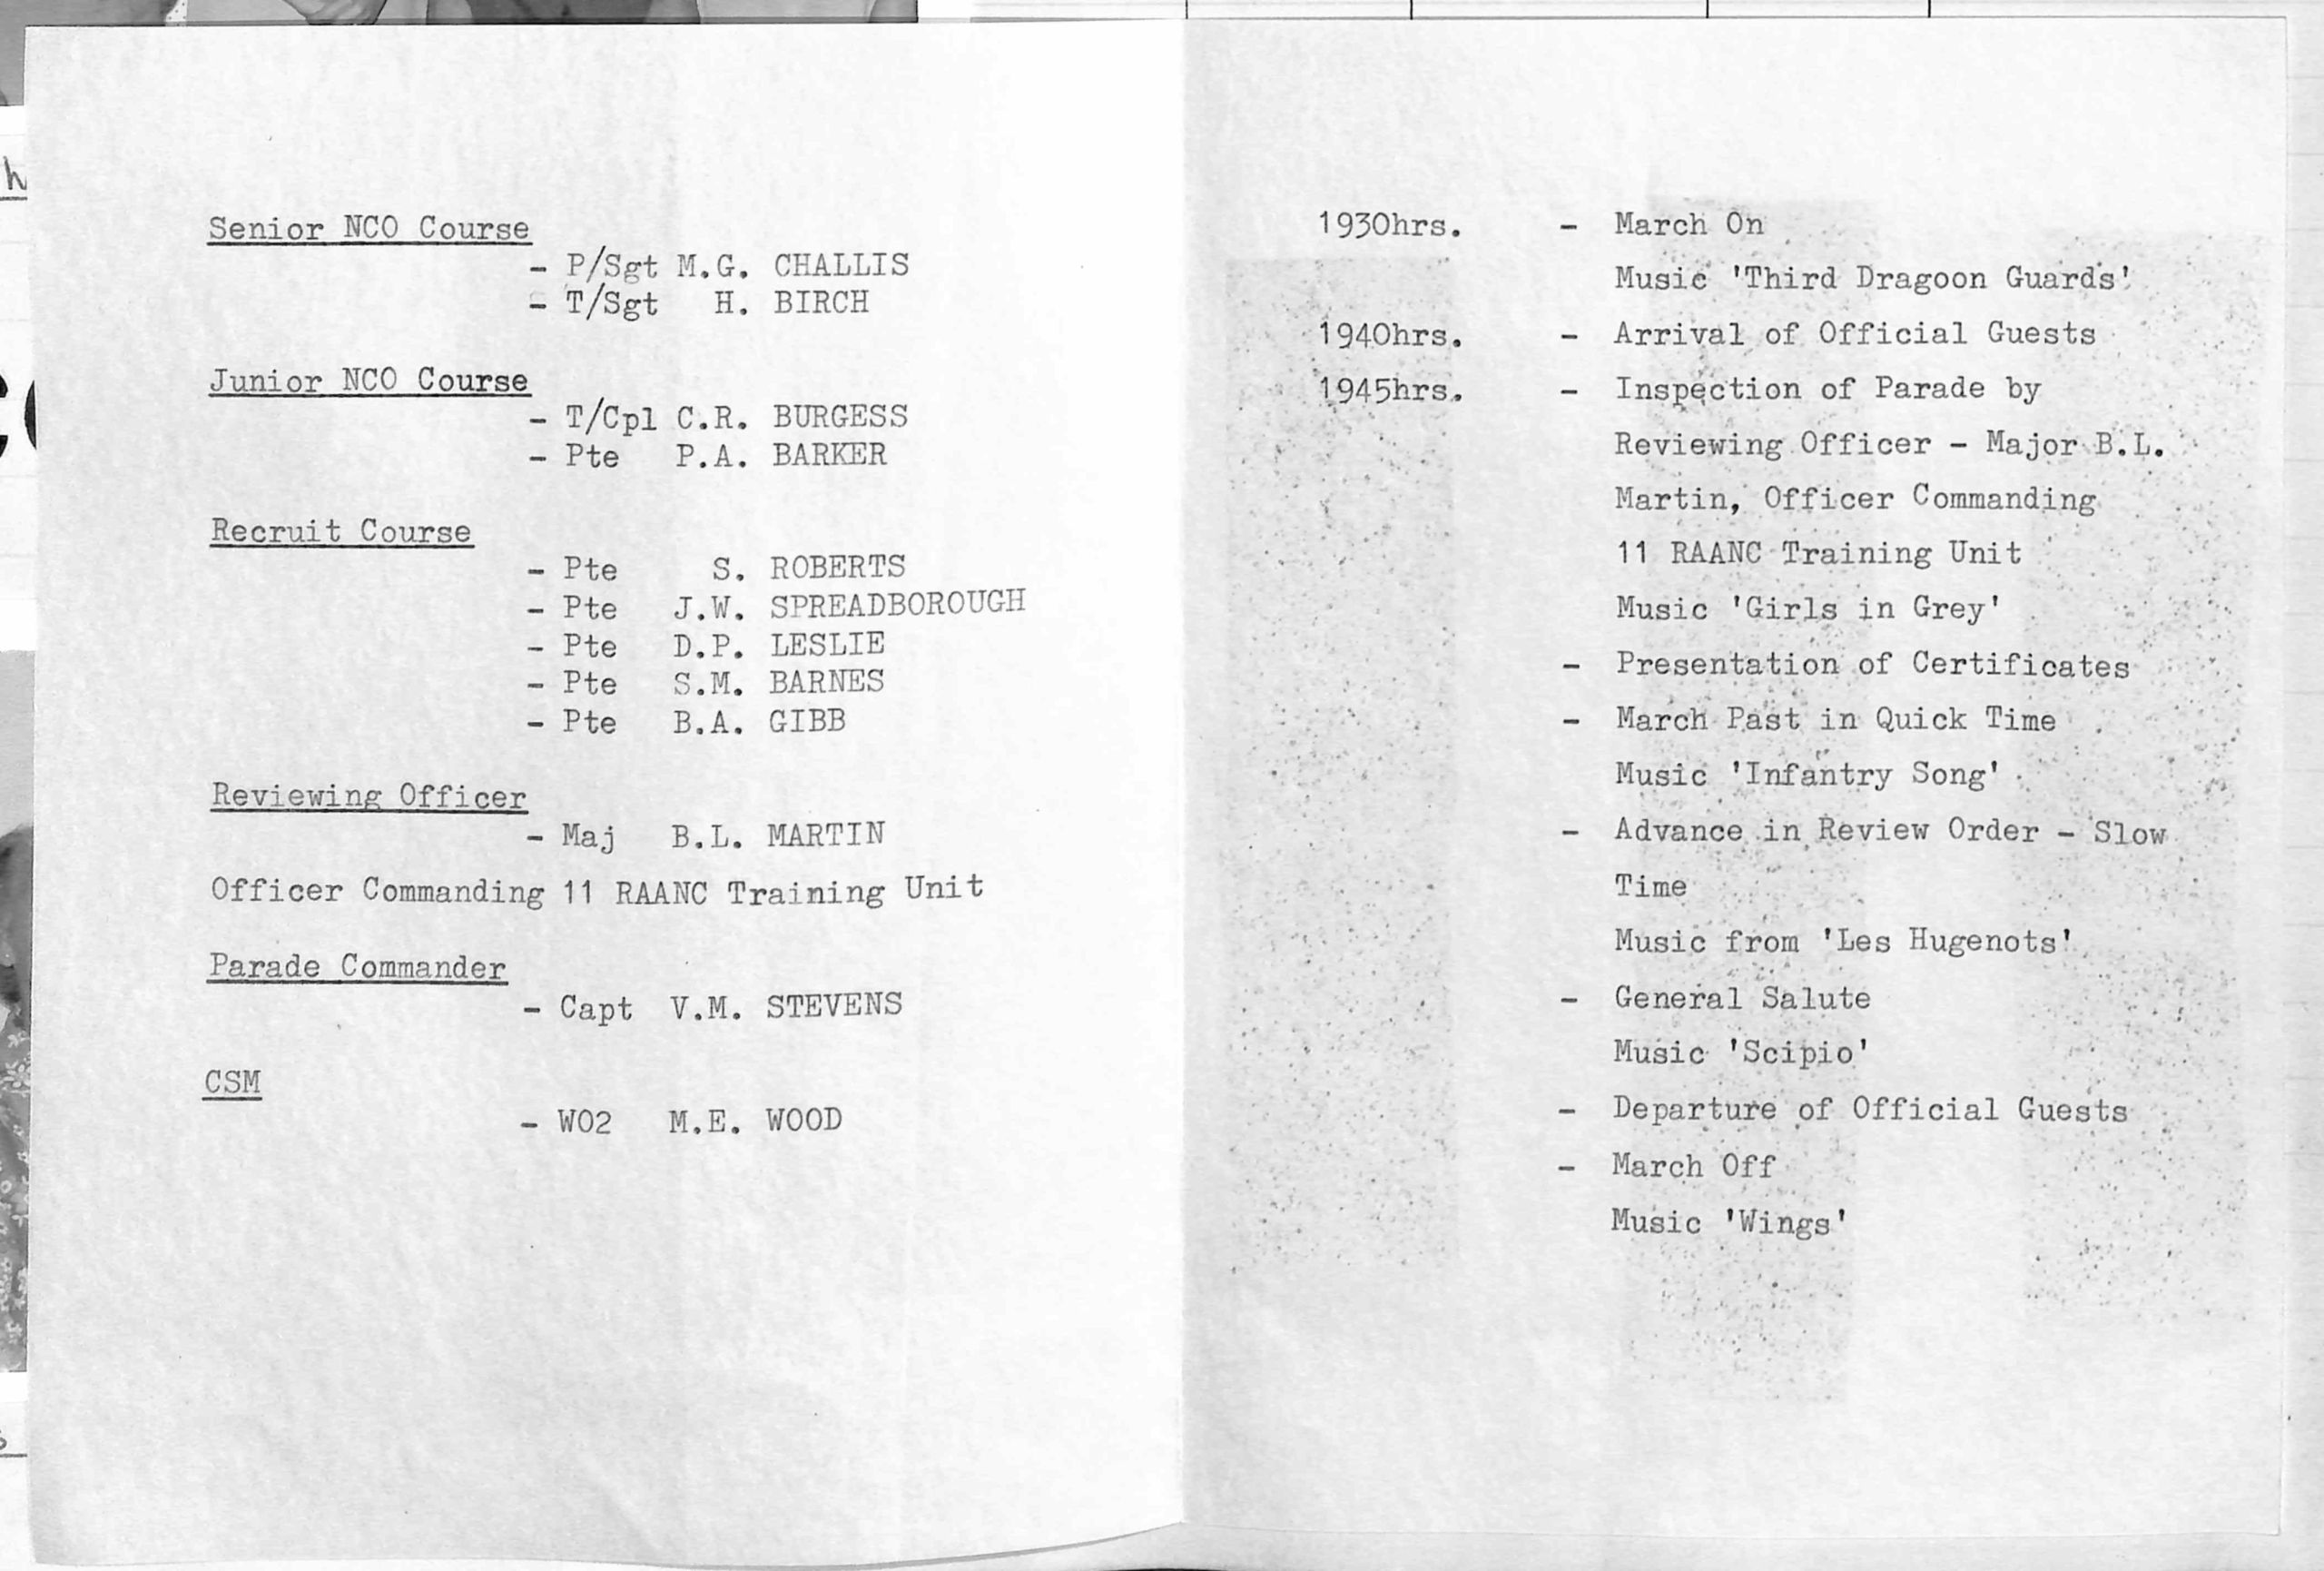 Senior NCO Course
- P/Sgt M.G. CHALLIS
- T/Sgt H. BIRCH
Junior NCO Course
- T/Cpl C.R. BURGESS
- Pte P.A. BARKER
Recruit Course
- Pte S. ROBERTS
- Pte J.W. SPREADBOROUGH
- Pte D.P. LESLIE
- Pte S.M. BARNES
- Pte B.A. GIBB
Reviewing Officer
- Maj B.L. MARTIN
Officer Commanding 11 RAANC Training Unit
Parade Commander
- Capt V.M. STEVENS
CSM
- WO2 M.E. WOOD
1930hrs. - March On
Music 'Third Dragoon Guards'
1940hrs. - Arrival of Official Guests
1945hrs. - Inspection of Parade by
Reviewing Officer - Major B.L.
Martin, Officer Commanding
11 RAANC Training Unit
Music 'Girls in Grey'
- Presentation of Certificates
- March Past in Quick Time
Music 'Infantry Song'
- Advance in Review Order - Slow
Time
Music from 'Les Hugenots'
- General Salute
Music 'Scipio'
- Departure of Official Guests
- March Off
Music 'Wings'